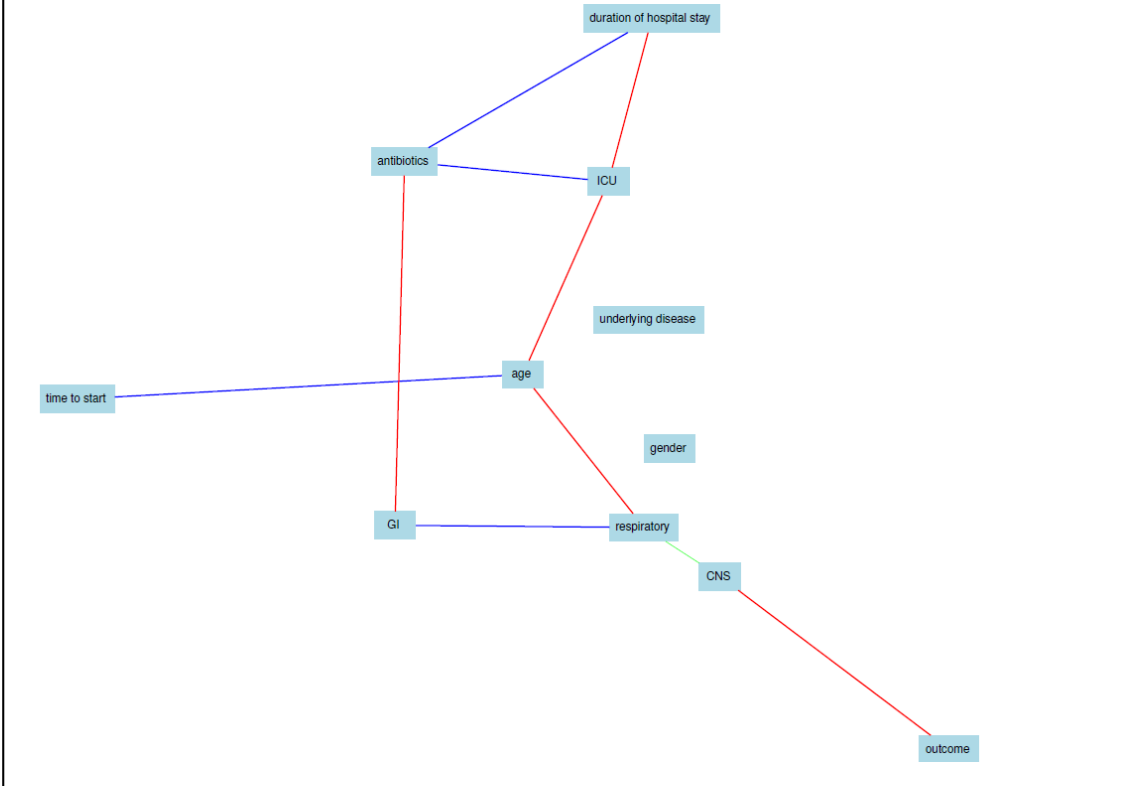 duration of hospital stay
antibiotics
ICU
underlying disease
age
time to start
gender
GI
respiratory
CNS
outcome